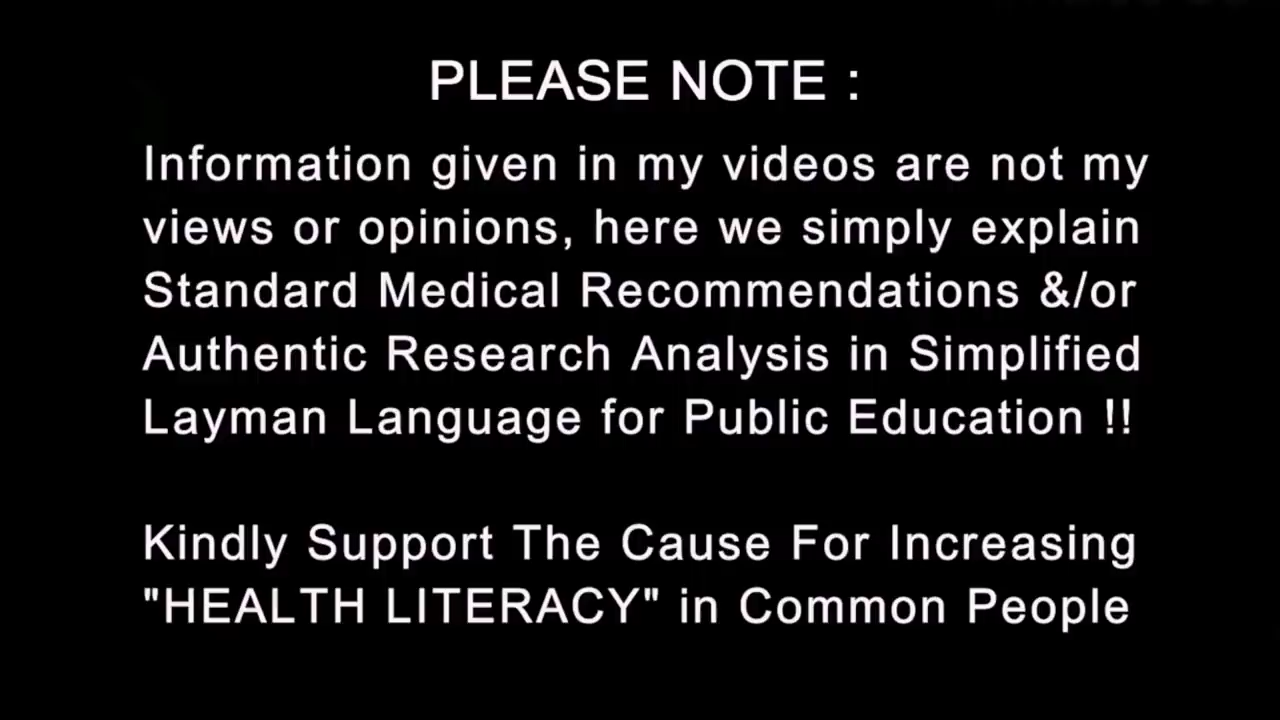 PLEASE NOTE :
Information given in my videos are not my
views or opinions, here we simply explain
Standard Medical Recommendations &/or
Authentic Research Analysis in Simplified
Layman Language for Public Education !!
Kindly Support The Cause For Increasing
"HEALTH LITERACY" in Common People